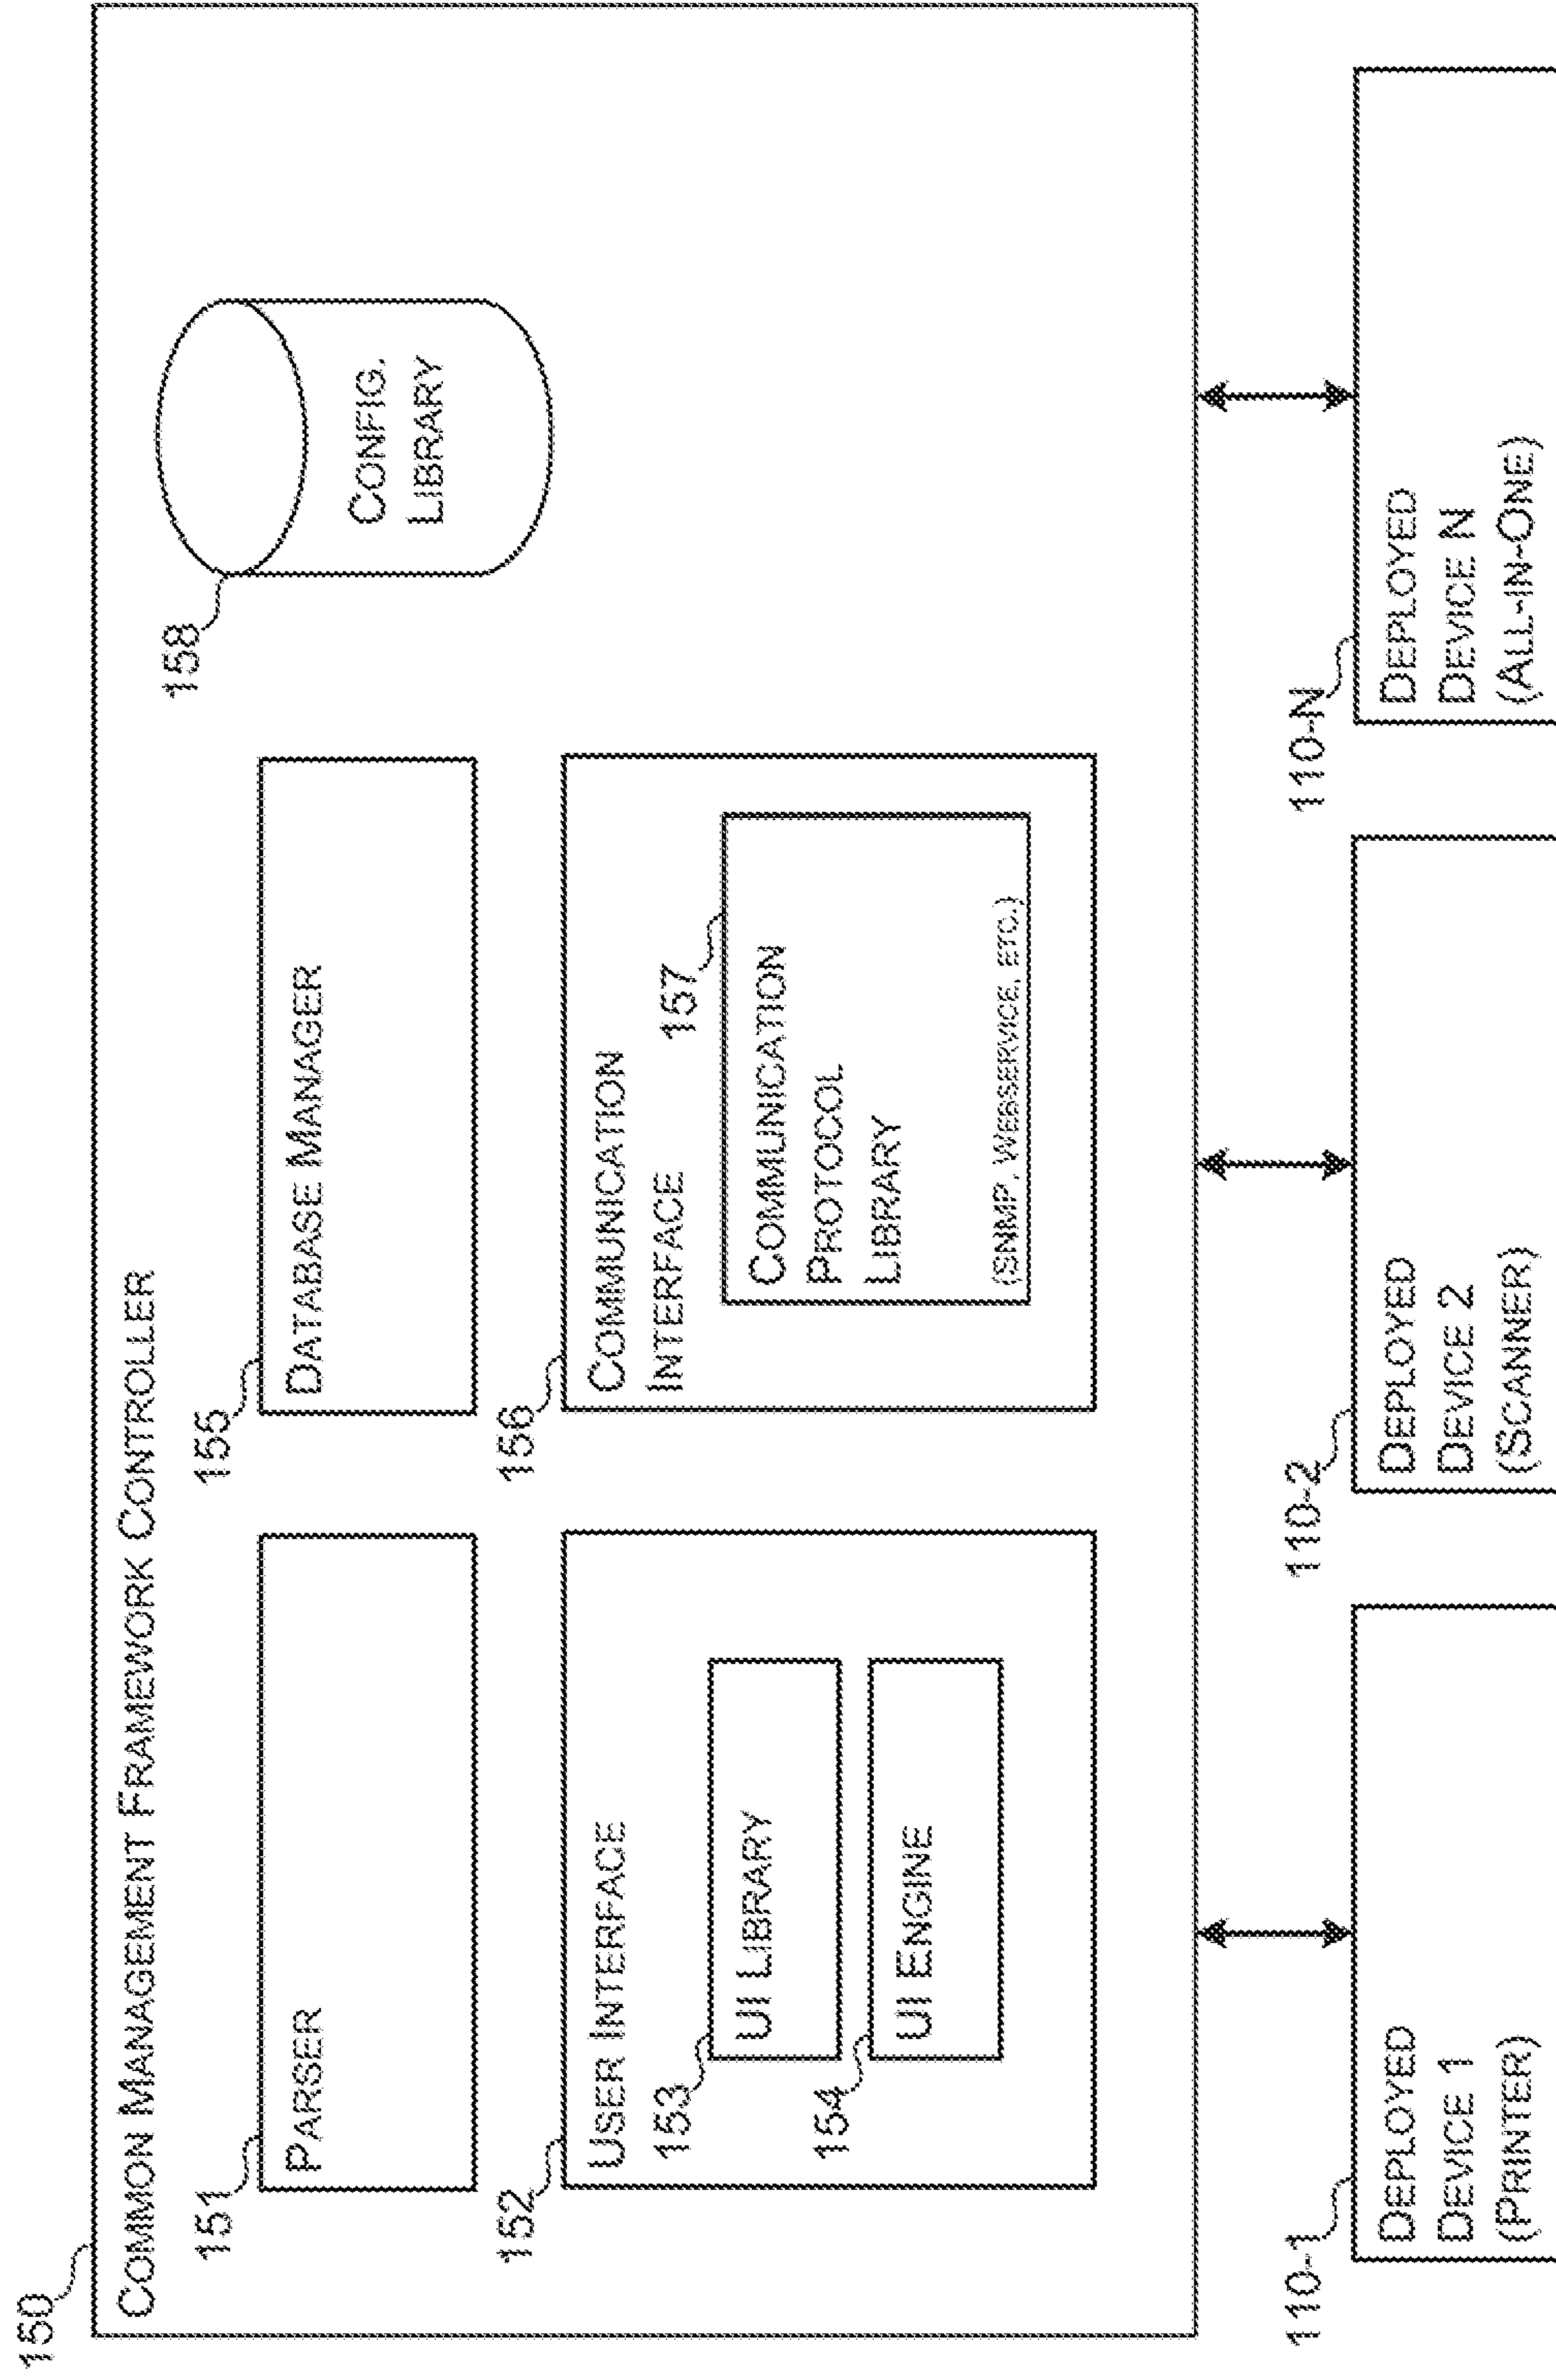 150
COMMON MANAGEMENT FRAMEWORK CONTROLLER
151
PARSER
155
DATABASE MANAGER
158
CONFIG.
LIBRARY
152
USER INTERFACE
153
UI LIBRARY
154
UI ENGINE
156
COMMUNICATION
INTERFACE
157
COMMUNICATION
PROTOCOL
LIBRARY
(SNMP, WEBSERVICE, ETC.)
110-1
DEPLOYED
DEVICE 1
(PRINTER)
110-2
DEPLOYED
DEVICE 2
(SCANNER)
110-N
DEPLOYED
DEVICE N
(ALL-IN-ONE)